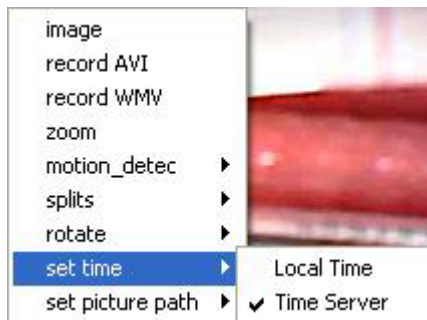 image
record AVI
record WMV
zoom
motion_detec
splits
rotate
set time
set picture path
Local Time
Time Server